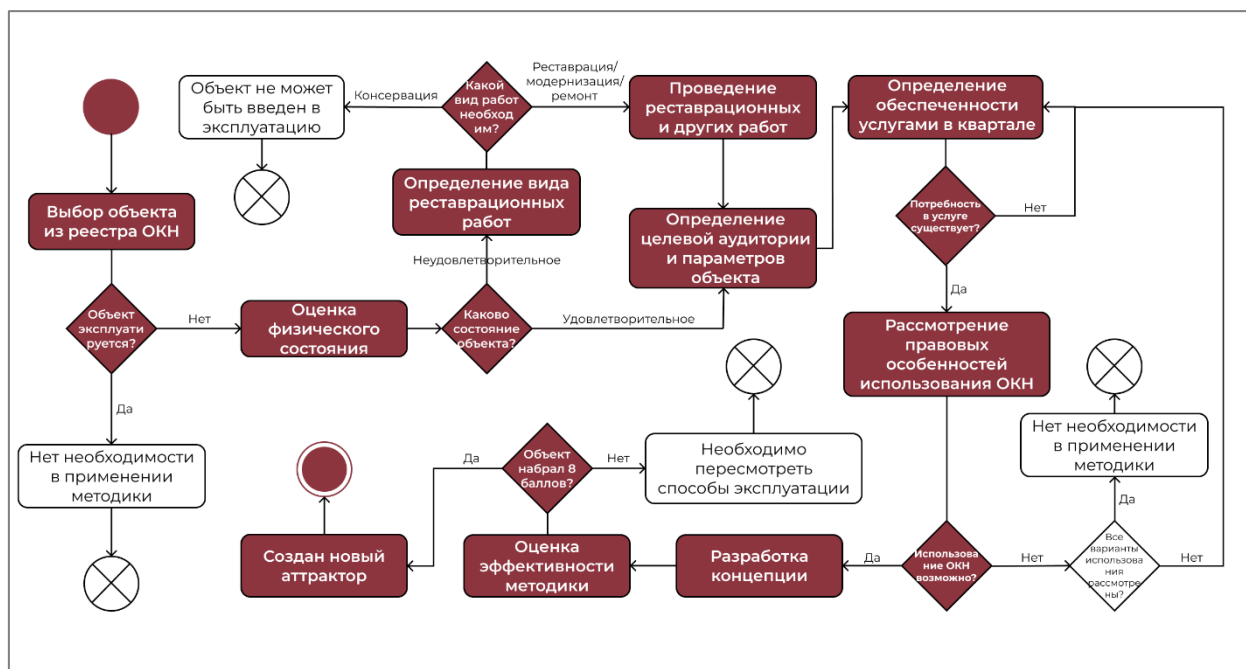 Объект не может
быть введен в
эксплуатацию
Консервация
Какой
вид работ
необход
им?
Реставрация/
модернизация/
ремонт
Проведение
реставрационных
и других работ
Определение
обеспеченности
услугами в квартале
Выбор объекта
из реестра ОКН
Определение вида
реставрационных
работ
Определение
целевой аудитории
и параметров
объекта
Потребность
в услуге
существует?
Нет
Неудовлетворительное
Да
Объект
эксплуати
руется?
Нет
Оценка
физического
состояния
Каково
состояние
объекта?
Удовлетворительное
Рассмотрение
правовых
особенностей
использования ОКН
Да
Нет необходимости
в применении
методики
Да
Объект
набрал 8
баллов?
Нет
Необходимо
пересмотреть
способы эксплуатации
Нет необходимости
в применении
методики
Да
Создан новый
аттрактор
Оценка
эффективности
методики
Разработка
концепции
Да
Использова
ние ОКН
возможно?
Нет
Все
варианты
использова
ния
рассмотре
ны?
Нет